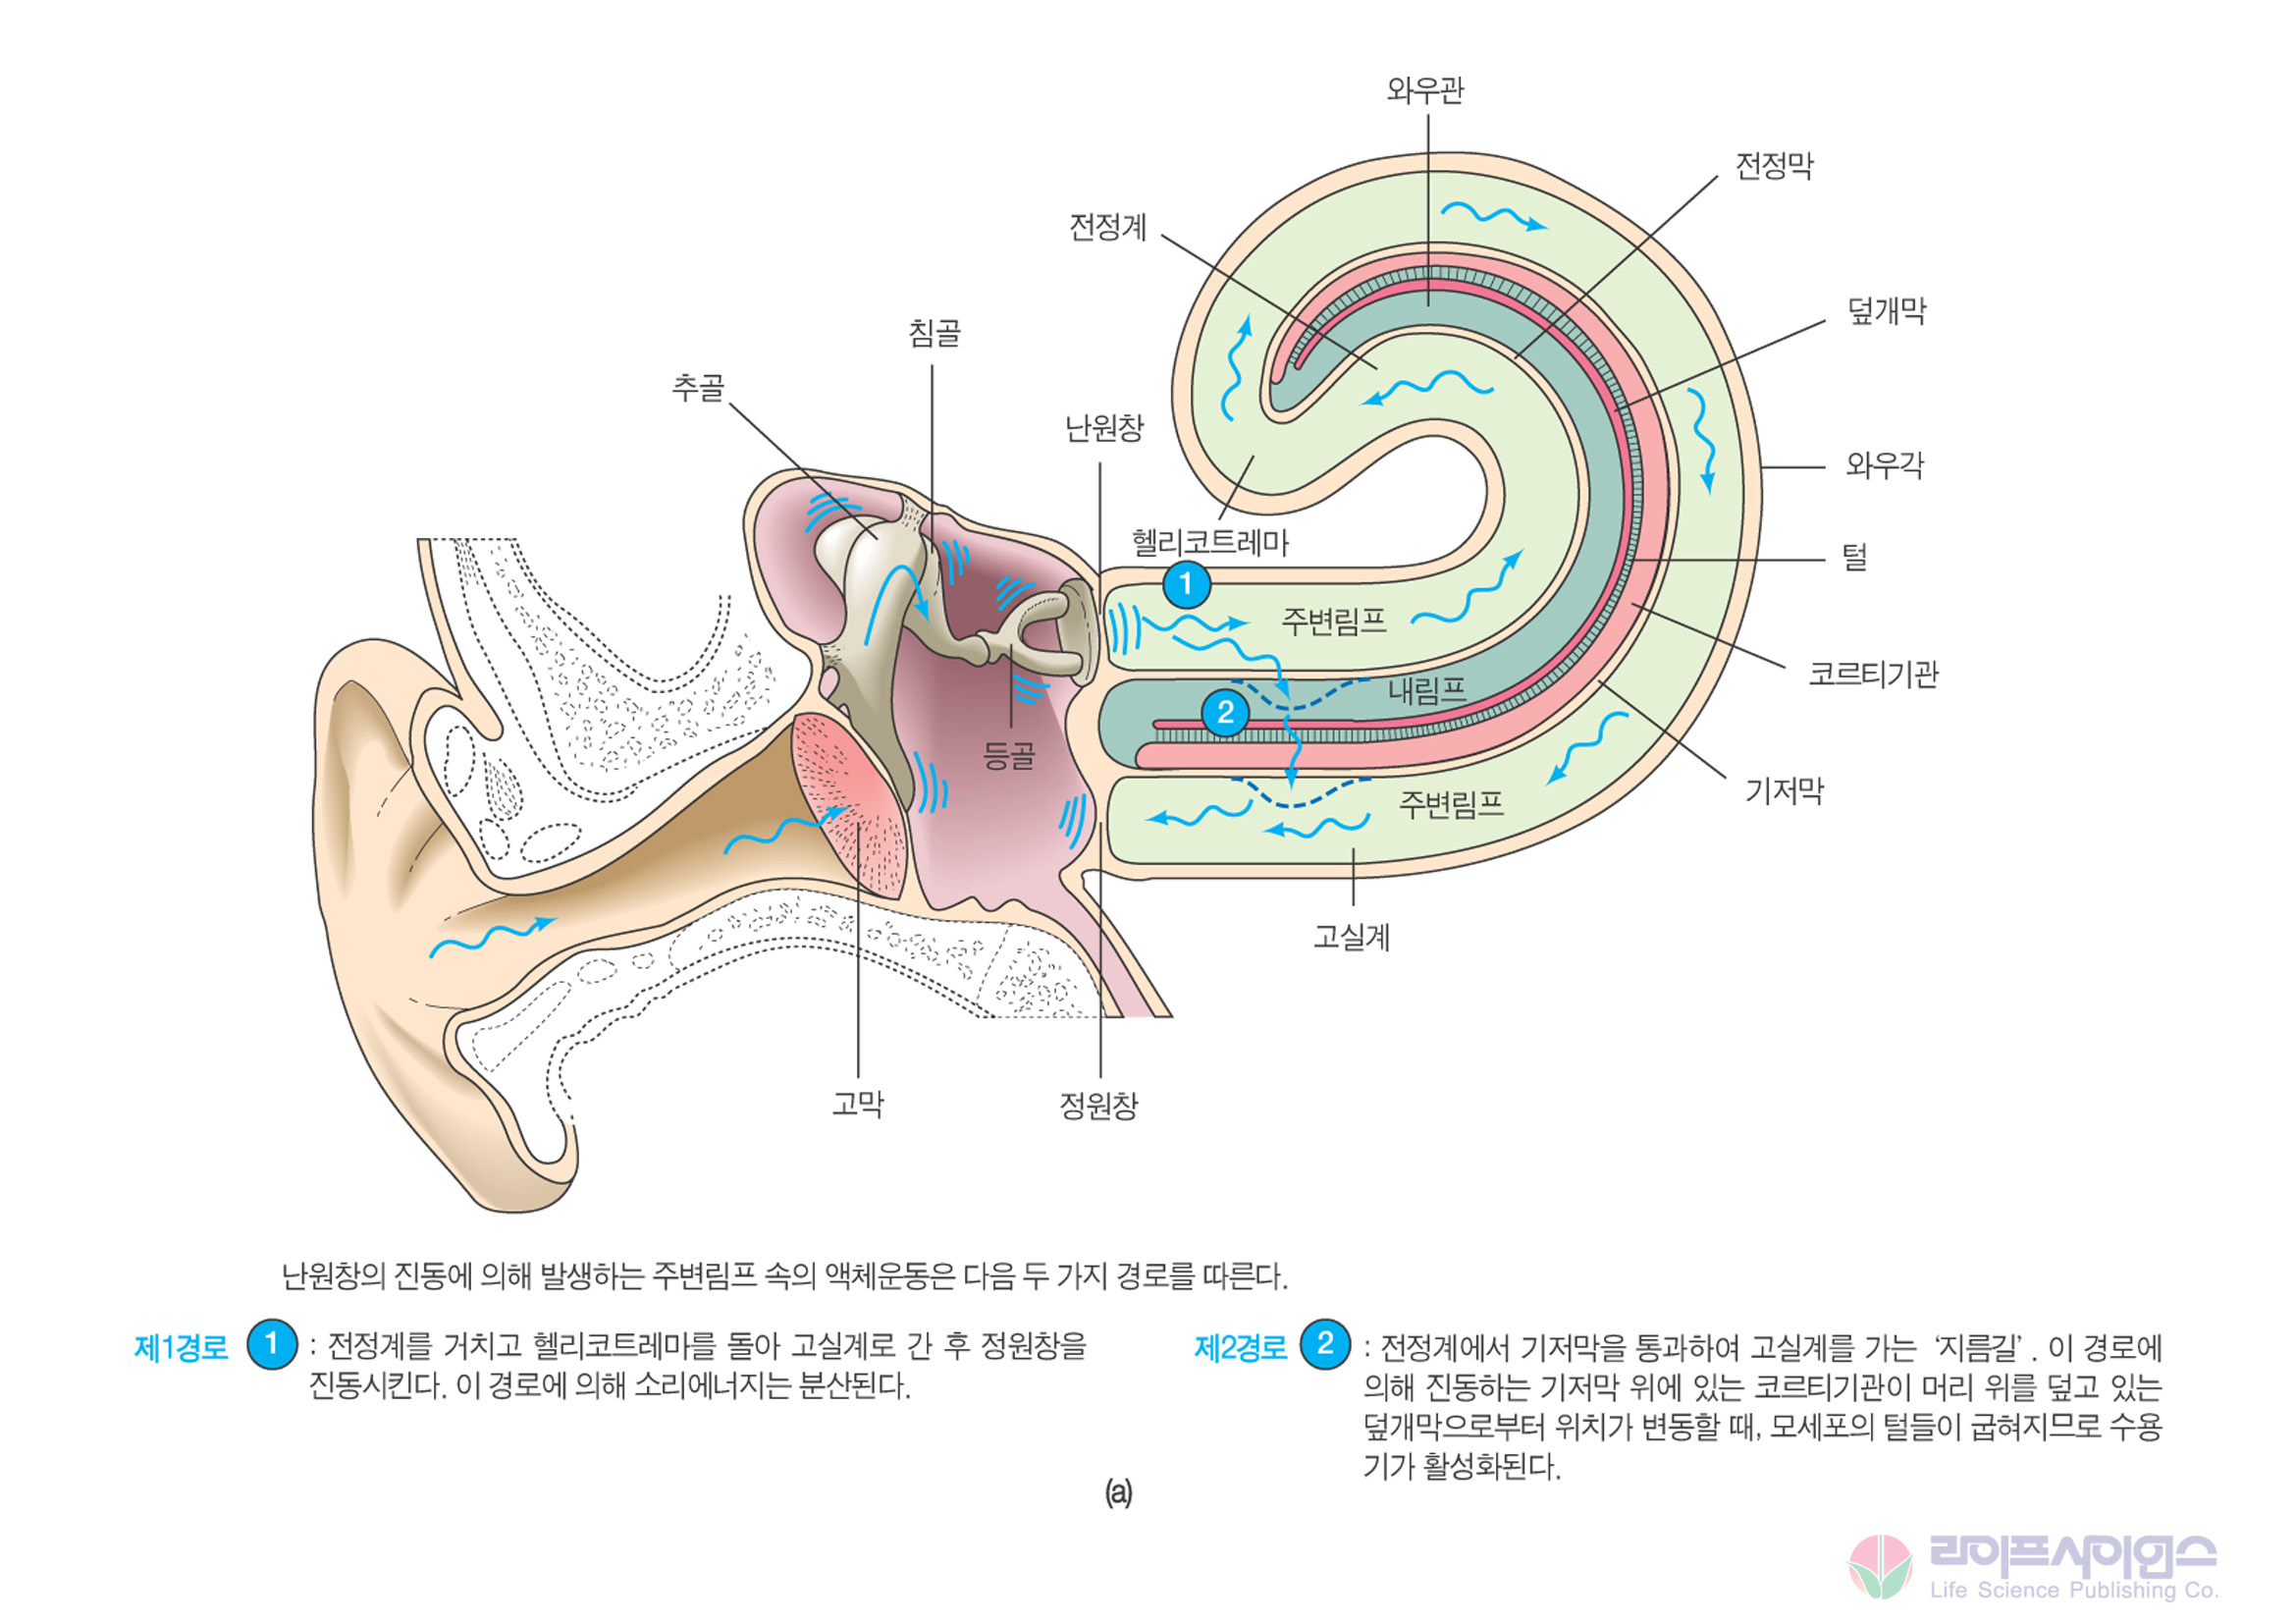 와우관
전정막
전정계
덮개막
침골
추골
난원창
와우각
헬리코트레마
털
1
주변림프
코르티기관
내림프
2
등골
기저막
주변림프
고실계
고막
정원창
난원창의 진동에 의해 발생하는 주변림프 속의 액체운동은 다음 두 가지 경로를 따른다.
제1경로 1 : 전정계를 거치고 헬리코트레마를 돌아 고실계로 간 후 정원창을
진동시킨다. 이 경로에 의해 소리에너지는 분산된다.
제2경로 2 : 전정계에서 기저막을 통과하여 고실계를 가는 ‘지름길’. 이 경로에
의해 진동하는 기저막 위에 있는 코르티기관이 머리 위를 덮고 있는
덮개막으로부터 위치가 변동할 때, 모세포의 털들이 굽혀지므로 수용
기가 활성화된다.
(a)
라이프사이언스
Life Science Publishing Co.